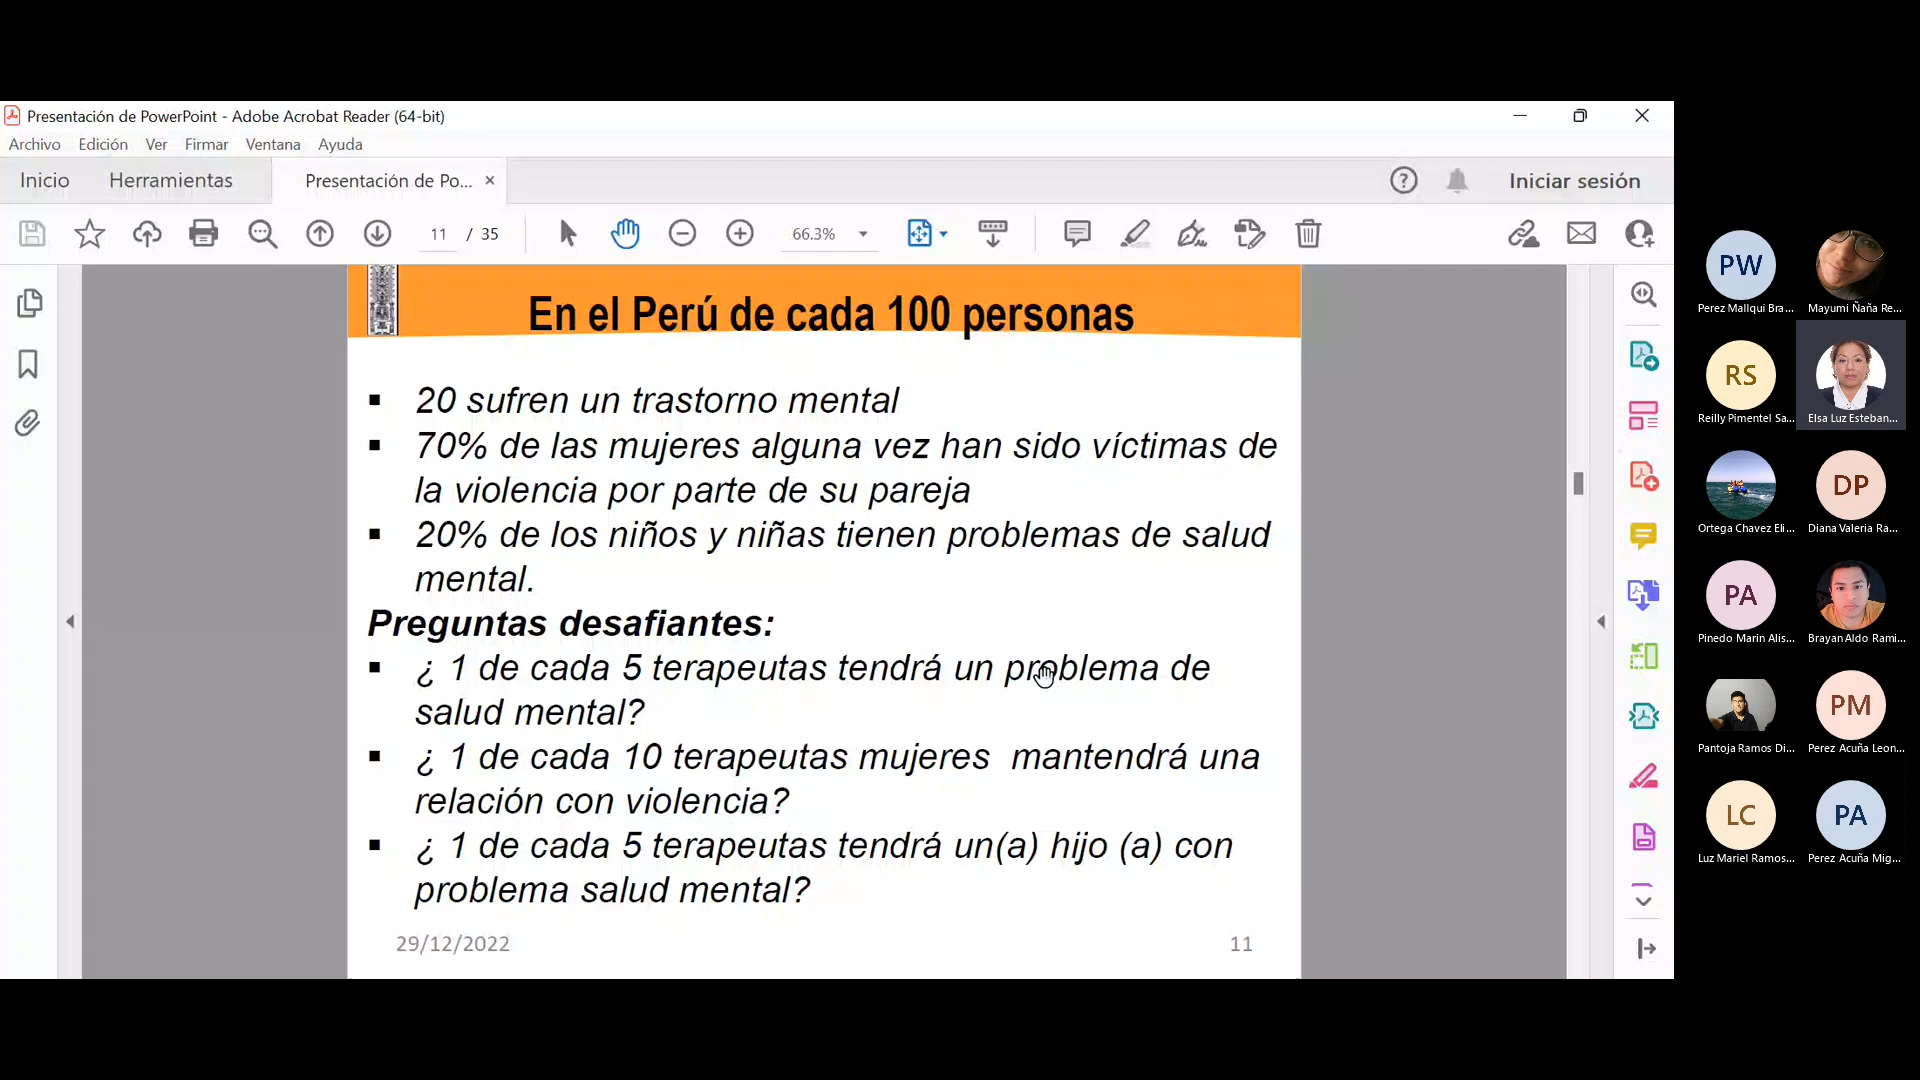 Presentación de PowerPoint - Adobe Acrobat Reader (64-bit)
Archivo Edición Ver Firmar Ventana Ayuda
Inicio Herramientas Presentación de Po... × Iniciar sesión
11 / 35 66.3%
En el Perú de cada 100 personas
▪ 20 sufren un trastorno mental
▪ 70% de las mujeres alguna vez han sido víctimas de
la violencia por parte de su pareja
▪ 20% de los niños y niñas tienen problemas de salud
mental.
Preguntas desafiantes:
▪ ¿ 1 de cada 5 terapeutas tendrá un problema de
salud mental?
▪ ¿ 1 de cada 10 terapeutas mujeres mantendrá una
relación con violencia?
▪ ¿ 1 de cada 5 terapeutas tendrá un(a) hijo (a) con
problema salud mental?
29/12/2022 11
PW
Perez Mallqui Bra... Mayumi Ñaña Re...
RS
Reilly Pimentel Sa... Elsa Luz Esteban...
DP
Ortega Chavez Eli... Diana Valeria Ra...
PA
Pinedo Marin Alis... Brayan Aldo Rami...
PM
Pantoja Ramos Di... Perez Acuña Leon...
LC PA
Luz Mariel Ramos... Perez Acuña Mig...